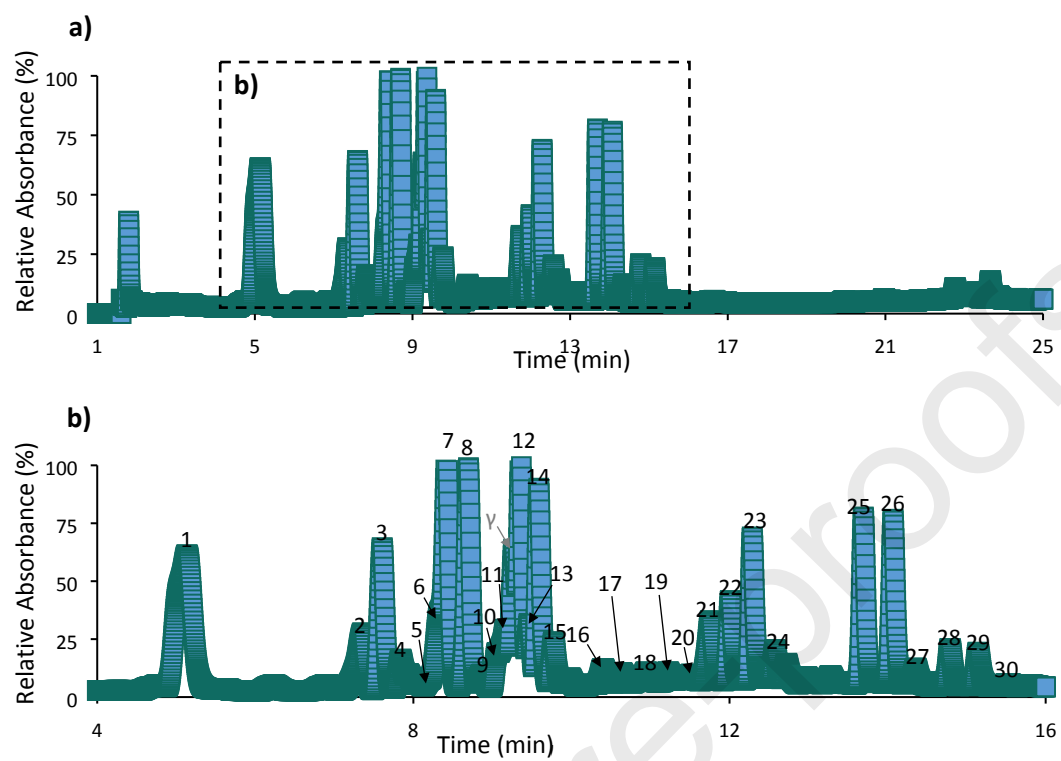 a)
Relative Absorbance (%)
100
75
50
25
0
b)
1 5 9 13 17 21 25
Time (min)
b)
Relative Absorbance (%)
100
75
50
25
0
1 2 3 4 5 6 7 8 9 10 11 γ 12 13 14 15 16 17 18 19 20 21 22 23 24 25 26 27 28 29 30
4 8 12 16
Time (min)
proofs